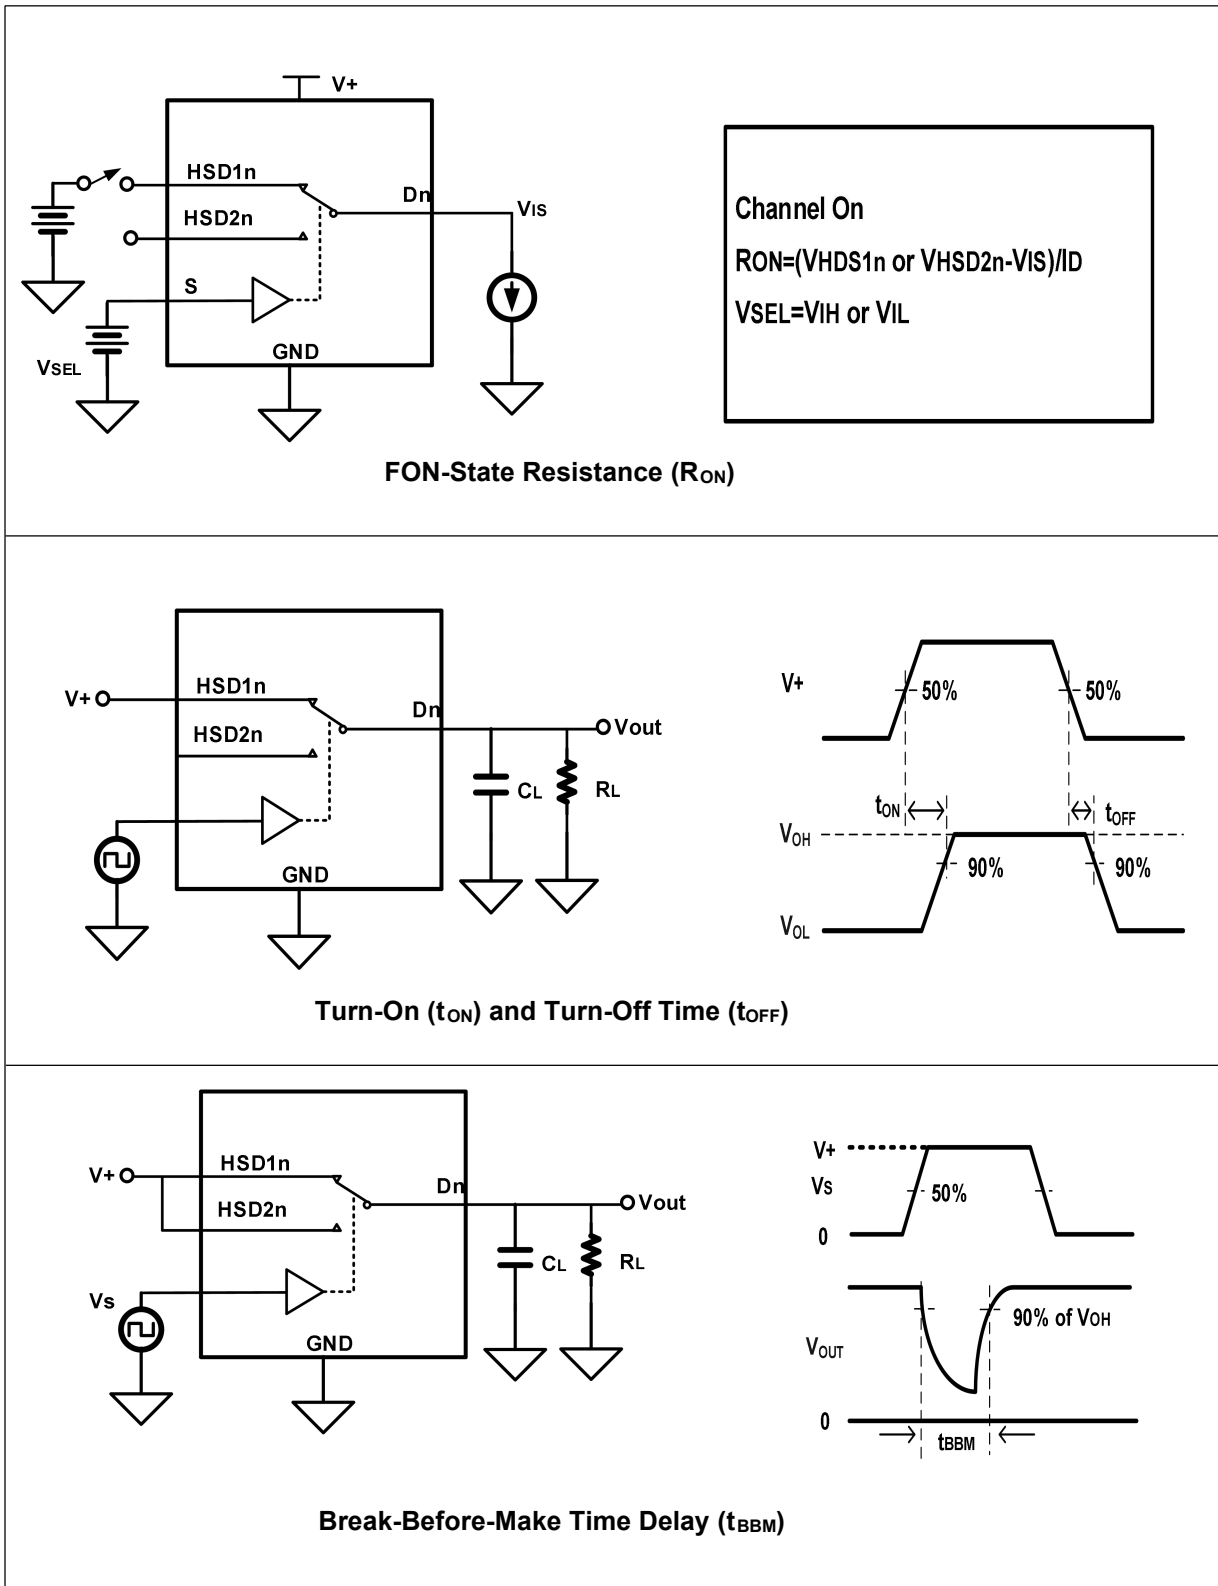 V+
HSD1n
Dn
VIS
HSD2n
S
VSEL
GND
Channel On
RON=(VHDS1n or VHSD2n-VIS)/ID
VSEL=VIH or VIL
FON-State Resistance (RON)
V+
HSD1n
Dn
Vout
HSD2n
CL
RL
GND
V+
50%
50%
tON
tOFF
VOH
90%
90%
VOL
Turn-On (tON) and Turn-Off Time (tOFF)
V+
HSD1n
Dn
Vout
HSD2n
CL
RL
Vs
GND
V+
Vs
50%
0
90% of VOH
VOUT
0
tBBM
Break-Before-Make Time Delay (tBBM)